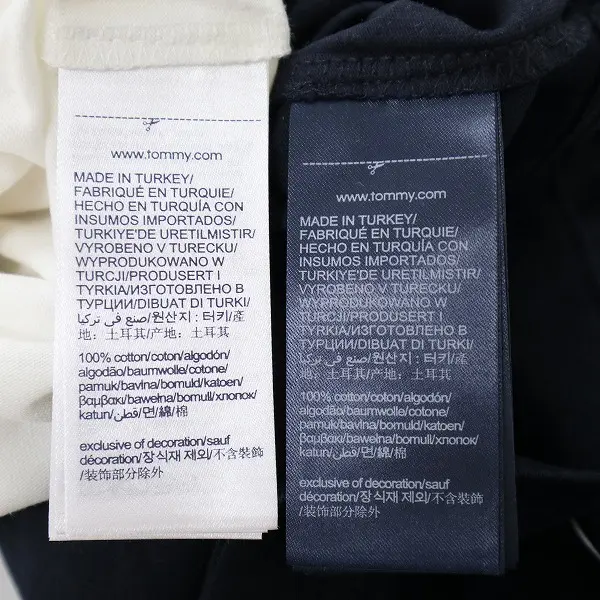 www.tommy.com
MADE IN TURKEY/
FABRIQUÉ EN TURQUIE/
HECHO EN TURQUÍA CON
INSUMOS IMPORTADOS/
TURKIYE'DE URETILMISTIR/
VYROBENO V TURECKU/
WYPRODUKOWANO W
TURCJI/PRODUSERT I
TYRKIA/ИЗГОТОВЛЕНО В
ТУРЦИИ/DIBUAT DI TURKI/
صنع في تركيا/원산지 : 터키/產
地：土耳其/产地：土耳其
100% cotton/coton/algodón/
algodão/baumwolle/cotone/
pamuk/bavlna/bomuld/katoen/
βαμβακι/bawełna/bomull/хлопок/
katun/قطن/면/綿/棉
exclusive of decoration/sauf
décoration/장식재 제외/不含裝飾
/装饰部分除外
www.tommy.com
MADE IN TURKEY/
FABRIQUÉ EN TURQUIE/
HECHO EN TURQUÍA CON
INSUMOS IMPORTADOS/
TURKIYE'DE URETILMISTIR/
VYROBENO V TURECKU/
WYPRODUKOWANO W
TURCJI/PRODUSERT I
TYRKIA/ИЗГОТОВЛЕНО В
ТУРЦИИ/DIBUAT DI TURKI/
صنع في تركيا/원산지 : 터키/產
地：土耳其/产地：土耳其
100% cotton/coton/algodón/
algodão/baumwolle/cotone/
pamuk/bavlna/bomuld/katoen/
βαμβακι/bawełna/bomull/хлопок/
katun/قطن/면/綿/棉
exclusive of decoration/sauf
décoration/장식재 제외/不含裝飾
/装饰部分除外